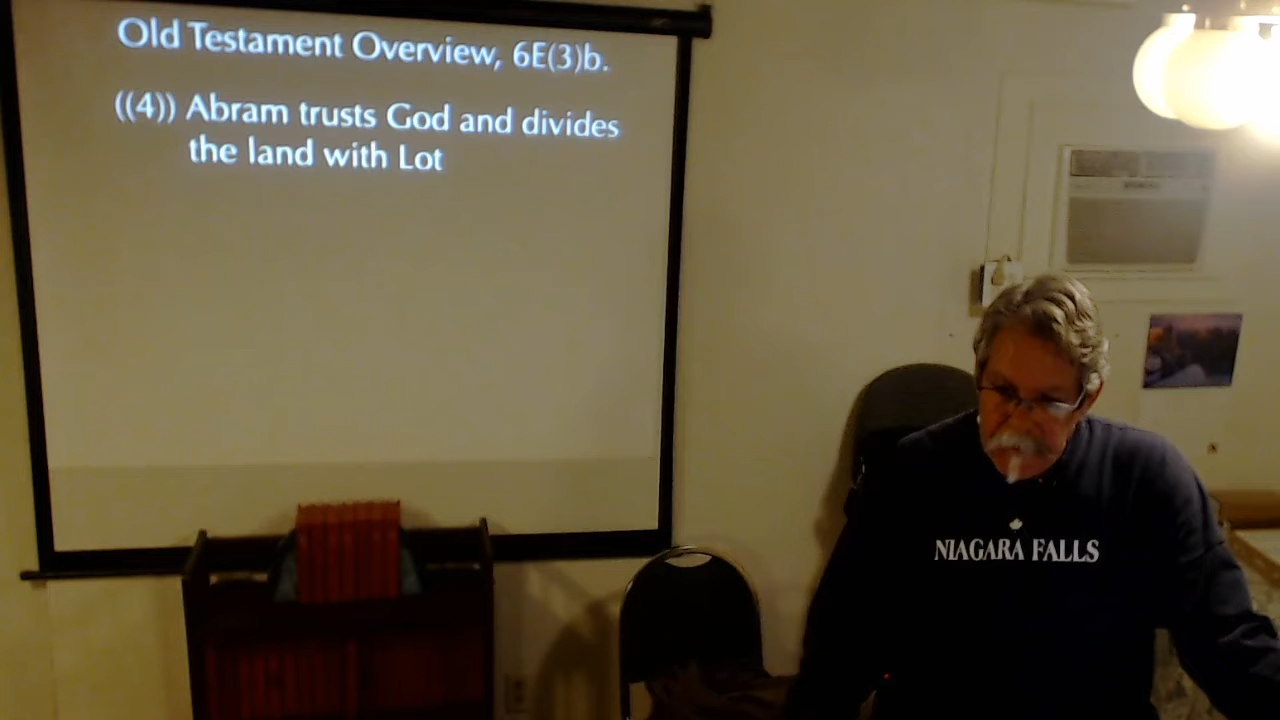 Old Testament Overview, 6E(3)b.
((4)) Abram trusts God and divides
the land with Lot
NIAGARA FALLS